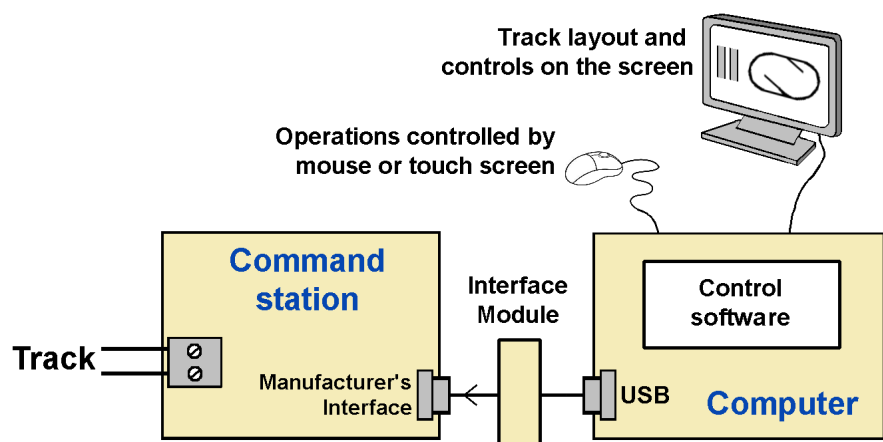 Track layout and
controls on the screen
Operations controlled by
mouse or touch screen
Command
station
Interface
Module
Control
software
Track
Manufacturer's
Interface
USB
Computer